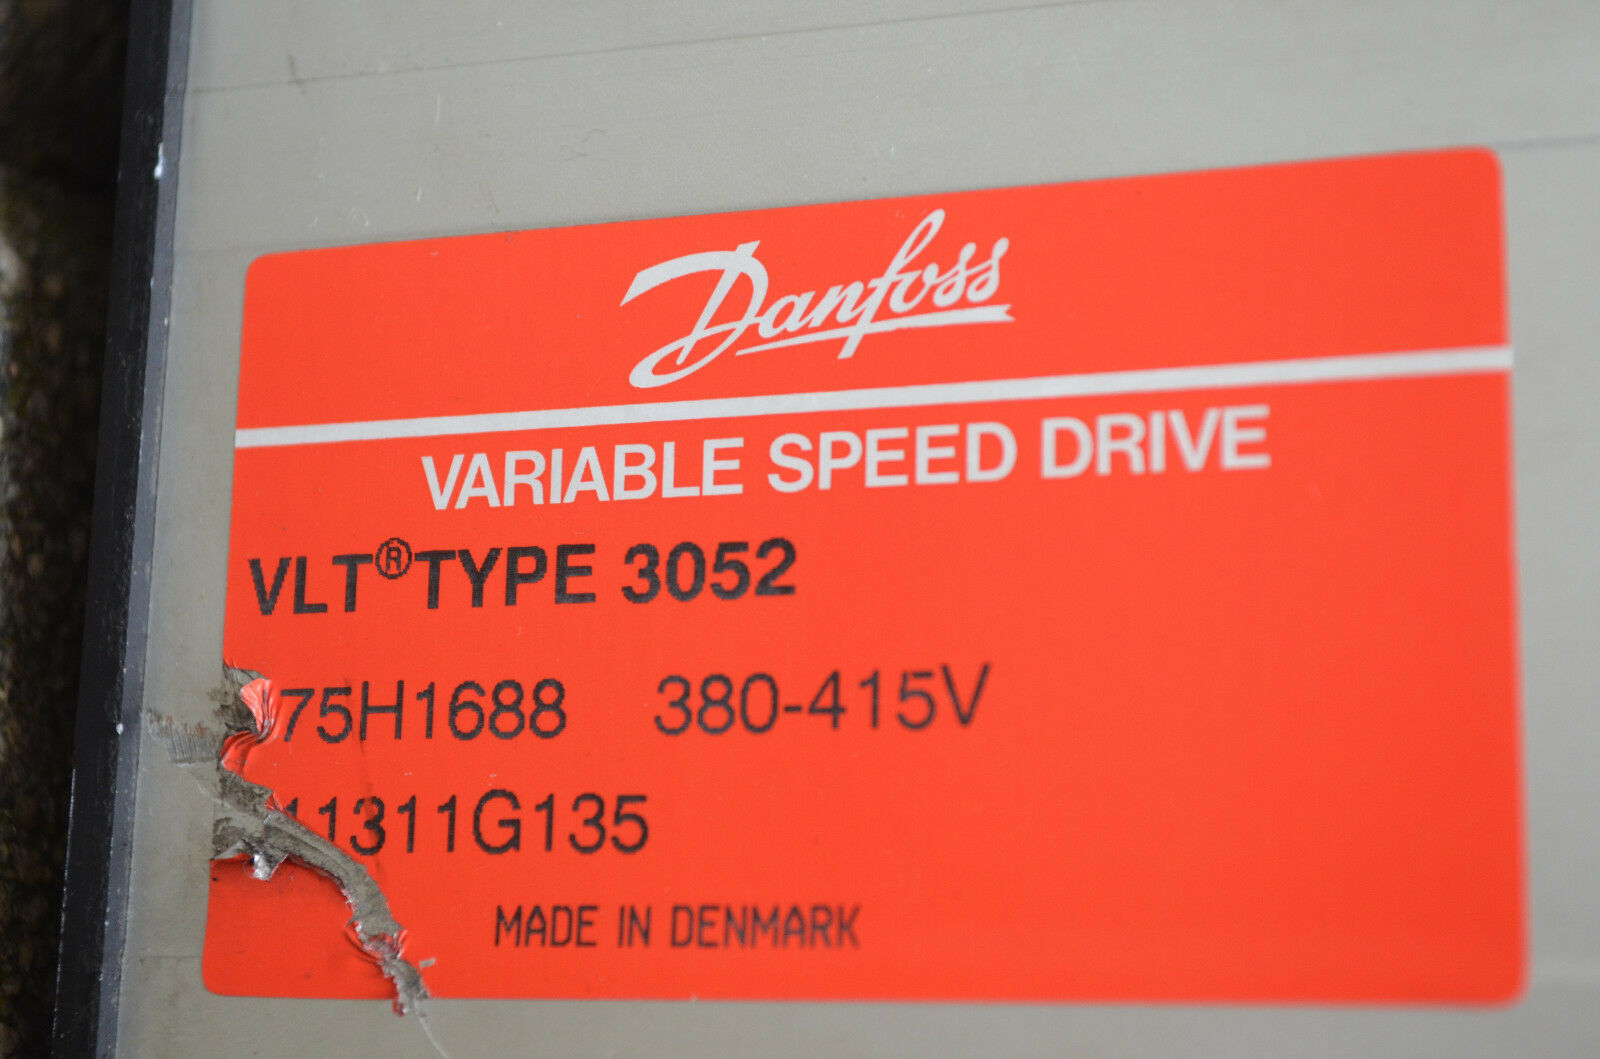 Danfoss
VARIABLE SPEED DRIVE
VLT® TYPE 3052
75H1688 380-415V
11311G135
MADE IN DENMARK